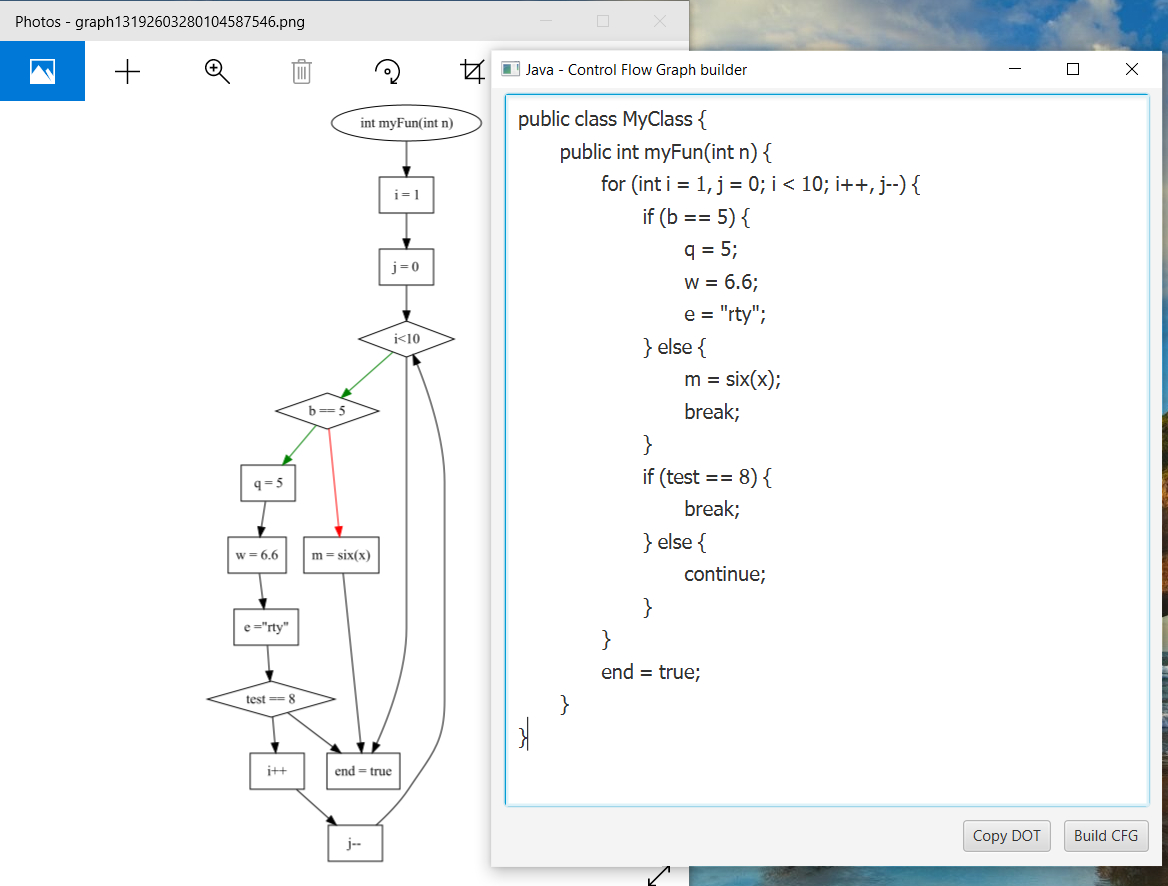 Photos - graph13192603280104587546.png
int myFun(int n)
i = 1
j = 0
i<10
b == 5
q = 5
w = 6.6
m = six(x)
e ="rty"
test == 8
i++
end = true
j--
Java - Control Flow Graph builder
public class MyClass {
public int myFun(int n) {
for (int i = 1, j = 0; i < 10; i++, j--) {
if (b == 5) {
q = 5;
w = 6.6;
e = "rty";
} else {
m = six(x);
break;
}
if (test == 8) {
break;
} else {
continue;
}
}
end = true;
}
}
Copy DOT
Build CFG